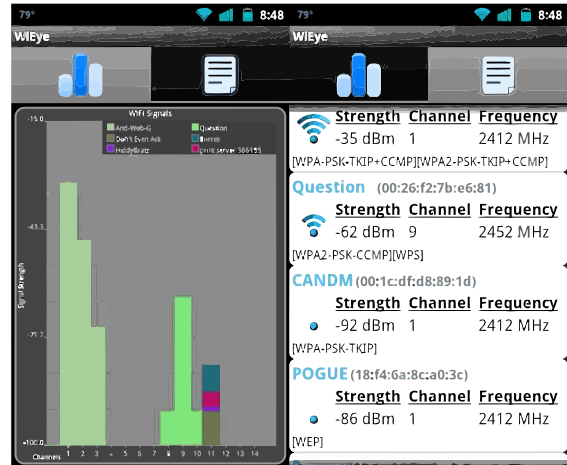 79°
8:48
WiEye
WiFi Signals
-15.0
Anti-Web-G
Question
Don't Even Ask
print server 306155
-43.3
Signal Strength
-71.7
-100.0
Channels 1 2 3 4 5 6 7 8 9 10 11 12 13 14
79°
8:48
WiEye
Strength Channel Frequency
-35 dBm 1 2412 MHz
[WPA-PSK-TKIP+CCMP][WPA2-PSK-TKIP+CCMP]
Question (00:26:f2:7b:e6:81)
Strength Channel Frequency
-62 dBm 9 2452 MHz
[WPA2-PSK-CCMP][WPS]
CANDM (00:1c:df:d8:89:1d)
Strength Channel Frequency
-92 dBm 1 2412 MHz
[WPA-PSK-TKIP]
POGUE (18:f4:6a:8c:a0:3c)
Strength Channel Frequency
-86 dBm 1 2412 MHz
[WEP]